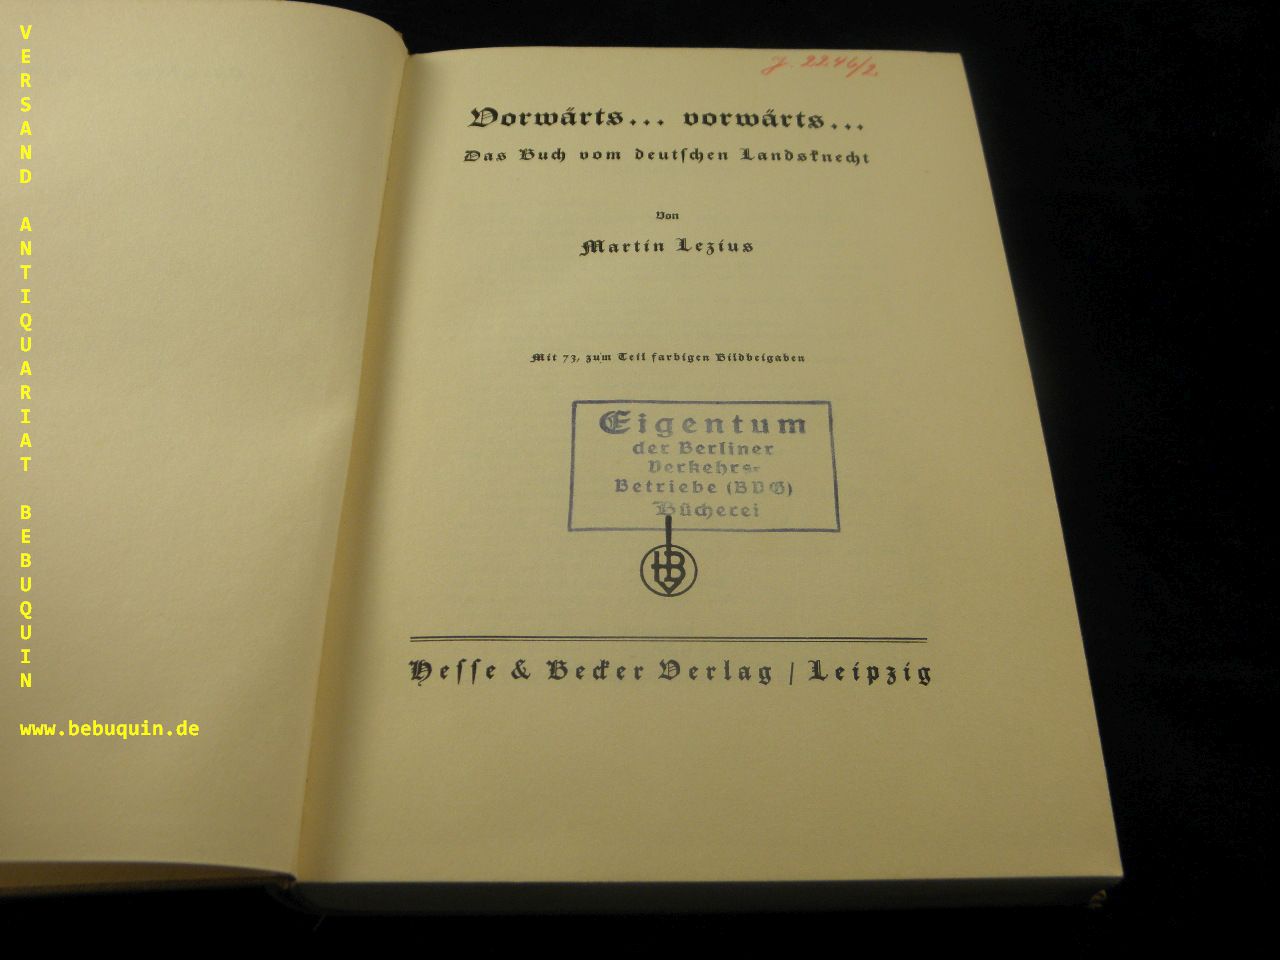 VERSAND ANTIQUARIAT BEBUQUIN
www.bebuquin.de
J. 2246/2
Vorwärts... vorwärts...
Das Buch vom deutſchen Landsknecht
Von
Martin Lezius
Mit 73, zum Teil farbigen Bildbeigaben
Eigentum
der Berliner
Verkehrs-
Betriebe (BVG)
Bücherei
HBV
Heſſe & Becker Verlag / Leipzig